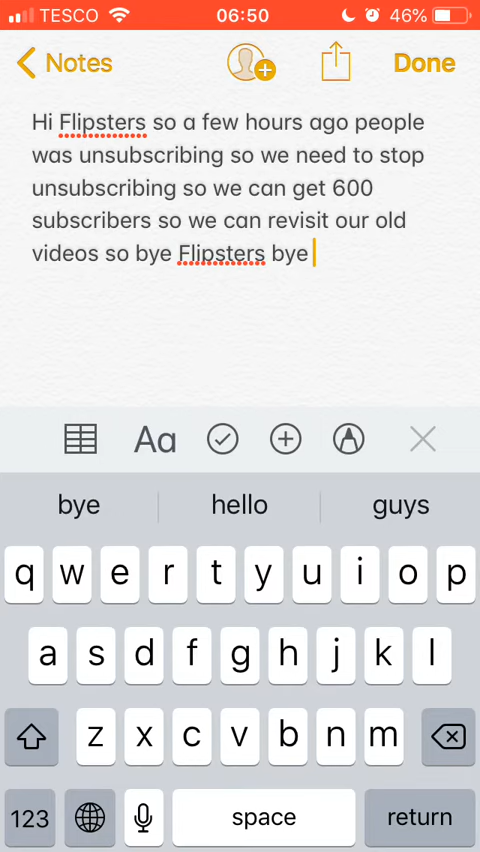 TESCO 06:50 46%
Notes Done
Hi Flipsters so a few hours ago people
was unsubscribing so we need to stop
unsubscribing so we can get 600
subscribers so we can revisit our old
videos so bye Flipsters bye
Aa
bye hello guys
q w e r t y u i o p
a s d f g h j k l
z x c v b n m
123 space return